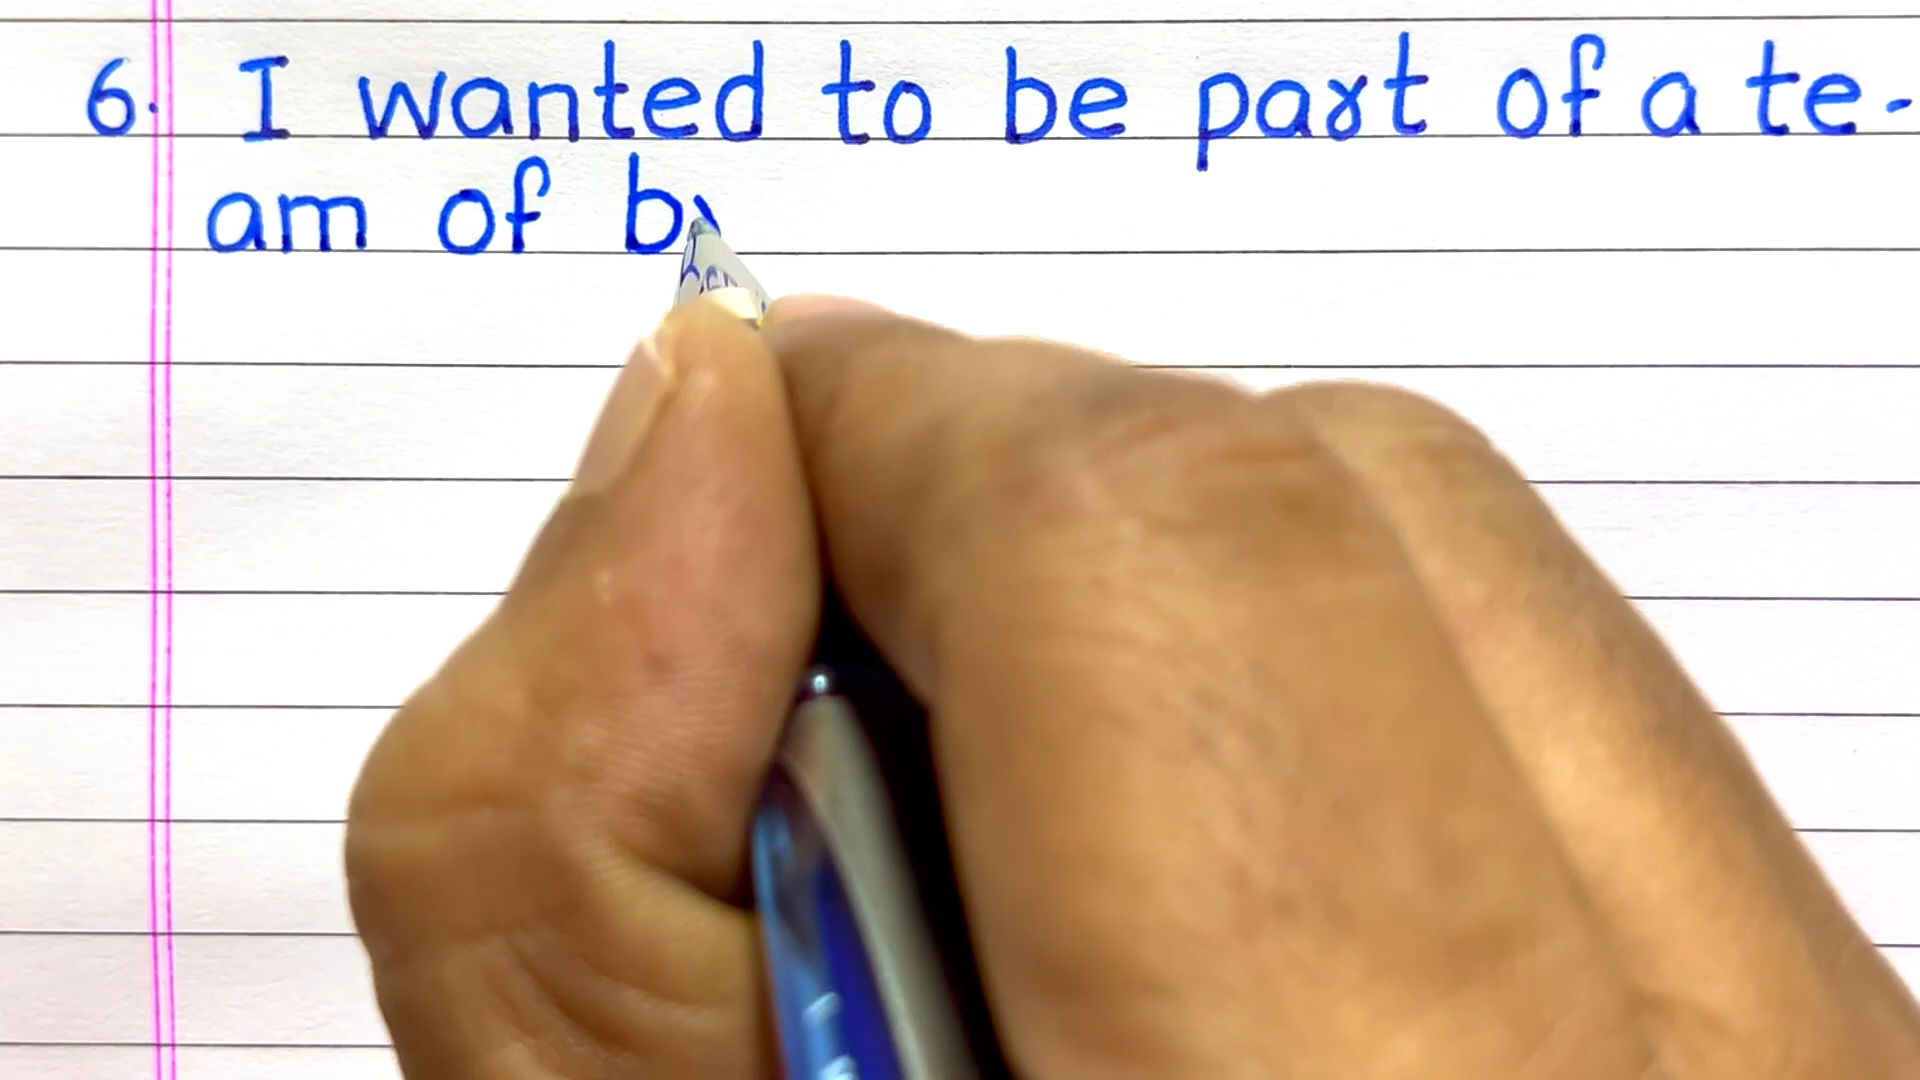 6. I wanted to be part of a te-
am of